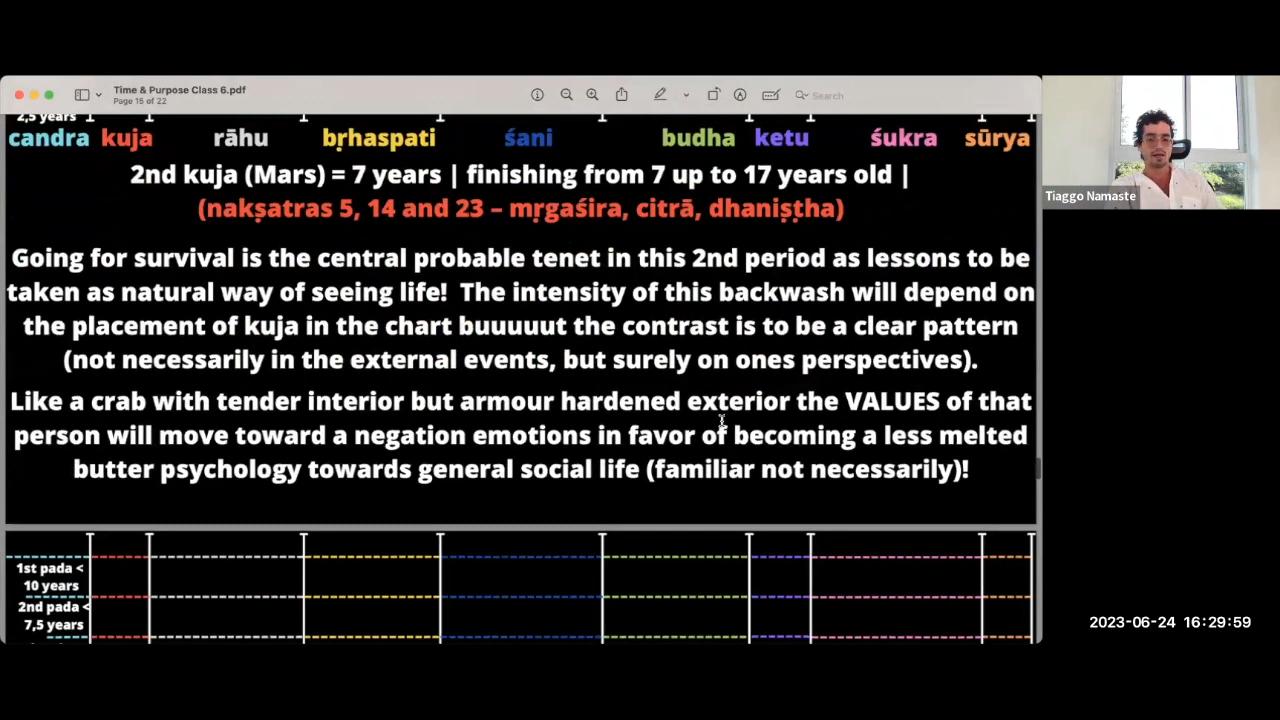 Time & Purpose Class 6.pdf
Page 15 of 22
Search
2,5 years
candra kuja rāhu bṛhaspati śani budha ketu śukra sūrya
2nd kuja (Mars) = 7 years | finishing from 7 up to 17 years old |
(nakṣatras 5, 14 and 23 – mṛgaśira, citrā, dhaniṣṭha)
Going for survival is the central probable tenet in this 2nd period as lessons to be
taken as natural way of seeing life!  The intensity of this backwash will depend on
the placement of kuja in the chart buuuuut the contrast is to be a clear pattern
(not necessarily in the external events, but surely on ones perspectives).
Like a crab with tender interior but armour hardened exterior the VALUES of that
person will move toward a negation emotions in favor of becoming a less melted
butter psychology towards general social life (familiar not necessarily)!
1st pada <
10 years
2nd pada <
7,5 years
Tiaggo Namaste
2023-06-24 16:29:59